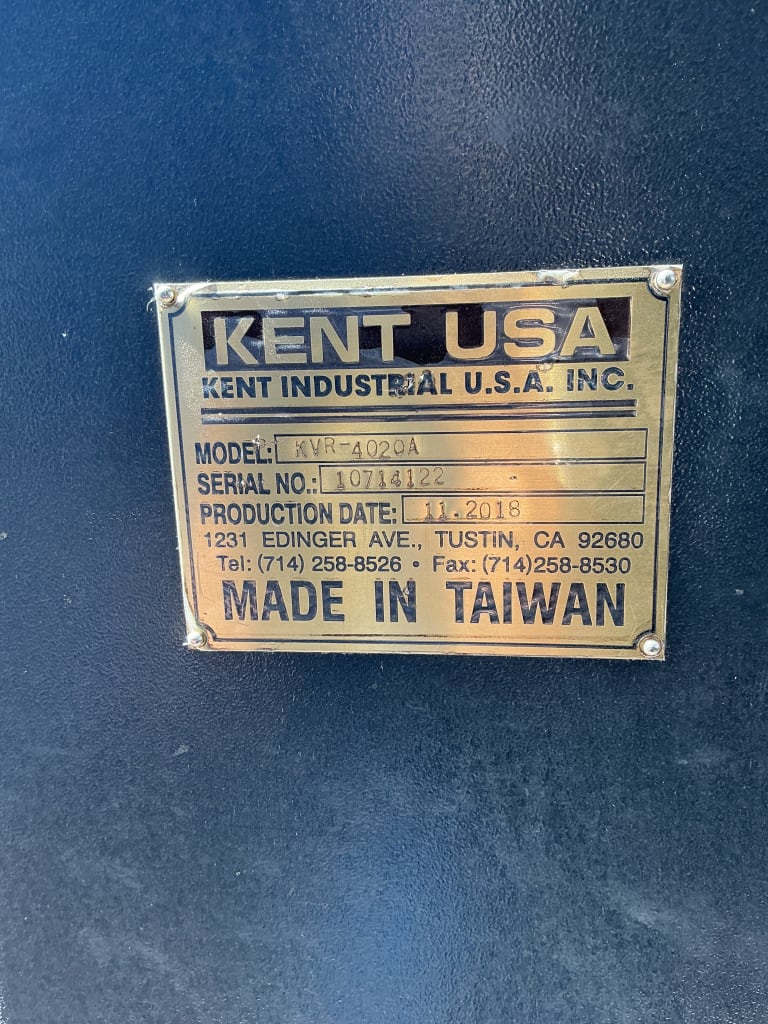 KENT USA
KENT INDUSTRIAL U.S.A. INC.
MODEL: KVR-4020A
SERIAL NO.: 10714122
PRODUCTION DATE: 11.2018
1231 EDINGER AVE., TUSTIN, CA 92680
Tel: (714) 258-8526 • Fax: (714)258-8530
MADE IN TAIWAN